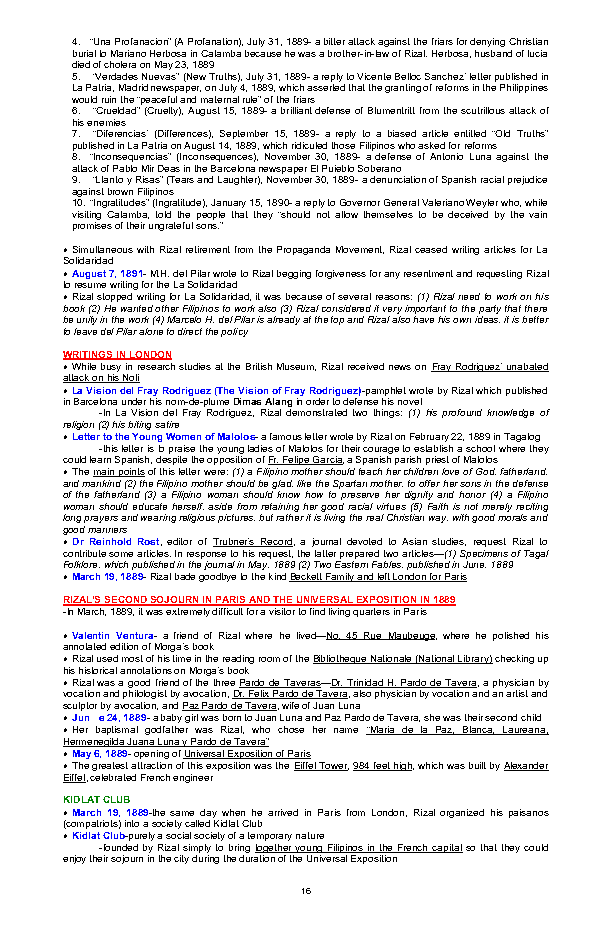 4. "Una Profanacion" (A Profanation), July 31, 1889- a bitter attack against the friars for denying Christian
burial to Mariano Herbosa in Calamba because he was a brother-in-law of Rizal. Herbosa, husband of lucia
died of cholera on May 23, 1889
5. "Verdades Nuevas" (New Truths), July 31, 1889- a reply to Vicente Belloc Sanchez' letter published in
La Patria, Madrid newspaper, on July 4, 1889, which asserted that the granting of reforms in the Philippines
would ruin the "peaceful and maternal rule" of the friars
6. "Crueldad" (Cruelty), August 15, 1889- a brilliant defense of Blumentritt from the scutrillous attack of
his enemies
7. "Diferencias' (Differences), September 15, 1889- a reply to a biased article entitled "Old Truths"
published in La Patria on August 14, 1889, which ridiculed those Filipinos who asked for reforms
8. "Inconsequencias" (Inconsequences), November 30, 1889- a defense of Antonio Luna against the
attack of Pablo Mir Deas in the Barcelona newspaper El Pueblo Soberano
9. "Llanto y Risas" (Tears and Laughter), November 30, 1889- a denunciation of Spanish racial prejudice
against brown Filipinos
10. "Ingratitudes" (Ingratitude), January 15, 1890- a reply to Governor General Valeriano Weyler who, while
visiting Calamba, told the people that they "should not allow themselves to be deceived by the vain
promises of their ungrateful sons."
• Simultaneous with Rizal retirement from the Propaganda Movement, Rizal ceased writing articles for La
Solidaridad
• August 7, 1891- M.H. del Pilar wrote to Rizal begging forgiveness for any resentment and requesting Rizal
to resume writing for the La Solidaridad
• Rizal stopped writing for La Solidaridad, it was because of several reasons: (1) Rizal need to work on his
book (2) He wanted other Filipinos to work also (3) Rizal considered it very important to the party that there
be unity in the work (4) Marcelo H. del Pilar is already at the top and Rizal also have his own ideas, it is better
to leave del Pilar alone to direct the policy
WRITINGS IN LONDON
• While busy in research studies at the British Museum, Rizal received news on Fray Rodriguez' unabated
attack on his Noli
• La Vision del Fray Rodriguez (The Vision of Fray Rodriguez)-pamphlet wrote by Rizal which published
in Barcelona under his nom-de-plume Dimas Alang in order to defense his novel
-In La Vision del Fray Rodriguez, Rizal demonstrated two things: (1) his profound knowledge of
religion (2) his biting satire
• Letter to the Young Women of Malolos- a famous letter wrote by Rizal on February 22, 1889 in Tagalog
-this letter is to praise the young ladies of Malolos for their courage to establish a school where they
could learn Spanish, despite the opposition of Fr. Felipe Garcia, a Spanish parish priest of Malolos
• The main points of this letter were: (1) a Filipino mother should teach her children love of God, fatherland,
and mankind (2) the Filipino mother should be glad, like the Spartan mother, to offer her sons in the defense
of the fatherland (3) a Filipino woman should know how to preserve her dignity and honor (4) a Filipino
woman should educate herself, aside from retaining her good racial virtues (5) Faith is not merely reciting
long prayers and wearing religious pictures, but rather it is living the real Christian way, with good morals and
good manners
• Dr Reinhold Rost, editor of Trubner's Record, a journal devoted to Asian studies, request Rizal to
contribute some articles. In response to his request, the latter prepared two articles—(1) Specimens of Tagal
Folklore, which published in the journal in May, 1889 (2) Two Eastern Fables, published in June, 1889
• March 19, 1889- Rizal bade goodbye to the kind Beckett Family and left London for Paris
RIZAL'S SECOND SOJOURN IN PARIS AND THE UNIVERSAL EXPOSITION IN 1889
-In March, 1889, it was extremely difficult for a visitor to find living quarters in Paris
• Valentin Ventura- a friend of Rizal where he lived—No. 45 Rue Maubeuge, where he polished his
annotated edition of Morga's book
• Rizal used most of his time in the reading room of the Bibliotheque Nationale (National Library) checking up
his historical annotations on Morga's book
• Rizal was a good friend of the three Pardo de Taveras—Dr. Trinidad H. Pardo de Tavera, a physician by
vocation and philologist by avocation, Dr. Felix Pardo de Tavera, also physician by vocation and an artist and
sculptor by avocation, and Paz Pardo de Tavera, wife of Juan Luna
• Jun e 24, 1889- a baby girl was born to Juan Luna and Paz Pardo de Tavera, she was their second child
• Her baptismal godfather was Rizal, who chose her name "Maria de la Paz, Blanca, Laureana,
Hermenegilda Juana Luna y Pardo de Tavera"
• May 6, 1889- opening of Universal Exposition of Paris
• The greatest attraction of this exposition was the Eiffel Tower, 984 feet high, which was built by Alexander
Eiffel, celebrated French engineer
KIDLAT CLUB
• March 19, 1889-the same day when he arrived in Paris from London, Rizal organized his paisanos
(compatriots) into a society called Kidlat Club
• Kidlat Club-purely a social society of a temporary nature
-founded by Rizal simply to bring together young Filipinos in the French capital so that they could
enjoy their sojourn in the city during the duration of the Universal Exposition
16